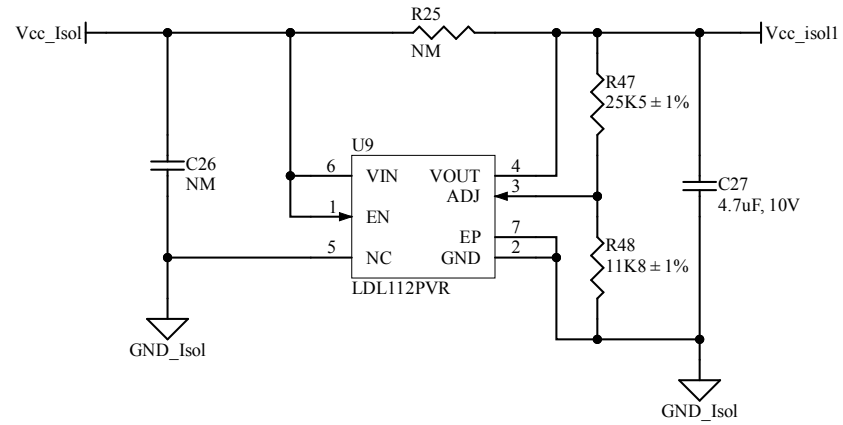 R25
Vcc_Isol
Vcc_isol1
NM
R47
25K5 ± 1%
U9
C26
NM
6 VIN VOUT 4
ADJ 3
1 EN
C27
4.7uF, 10V
EP 7
5 NC GND 2
R48
11K8 ± 1%
LDL112PVR
GND_Isol
GND_Isol